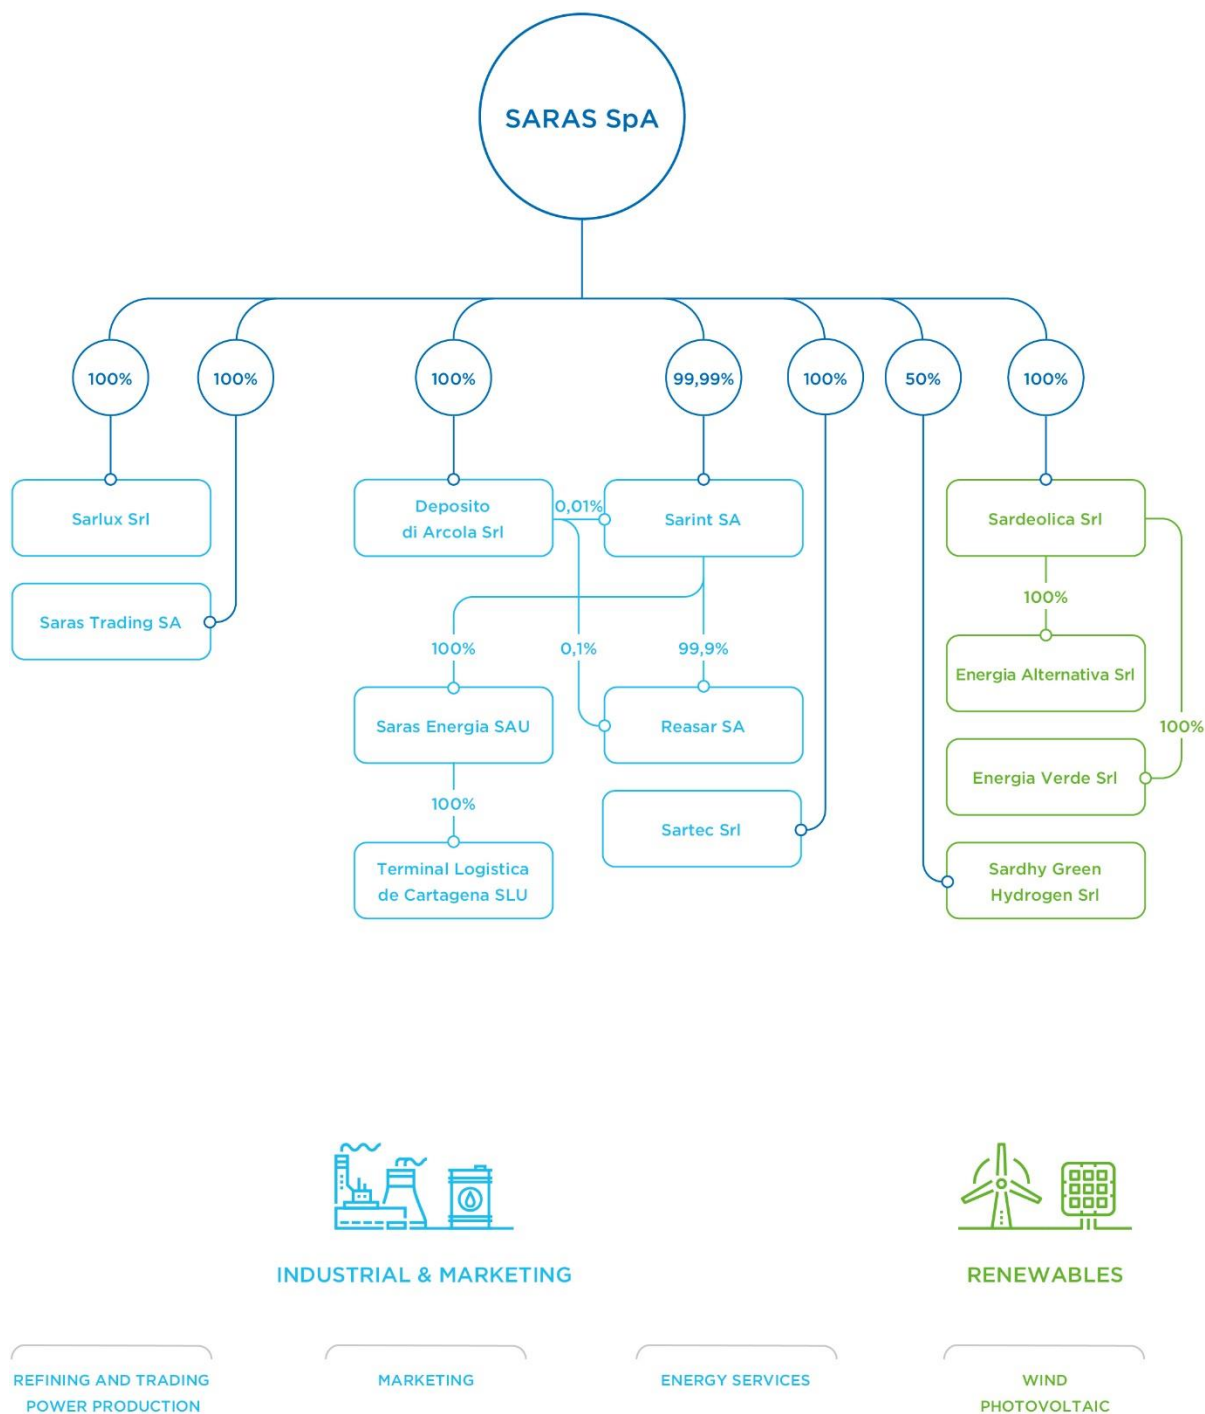 SARAS SpA
100%
100%
100%
99,99%
100%
50%
100%
Sarlux Srl
Saras Trading SA
Deposito
di Arcola Srl
0,01%
Sarint SA
Sardeolica Srl
100%
Energia Alternativa Srl
100%
0,1%
99,9%
Saras Energia SAU
Reasar SA
100%
Energia Verde Srl
100%
Sartec Srl
Terminal Logistica
de Cartagena SLU
Sardhy Green
Hydrogen Srl
INDUSTRIAL & MARKETING
RENEWABLES
REFINING AND TRADING
POWER PRODUCTION
MARKETING
ENERGY SERVICES
WIND
PHOTOVOLTAIC